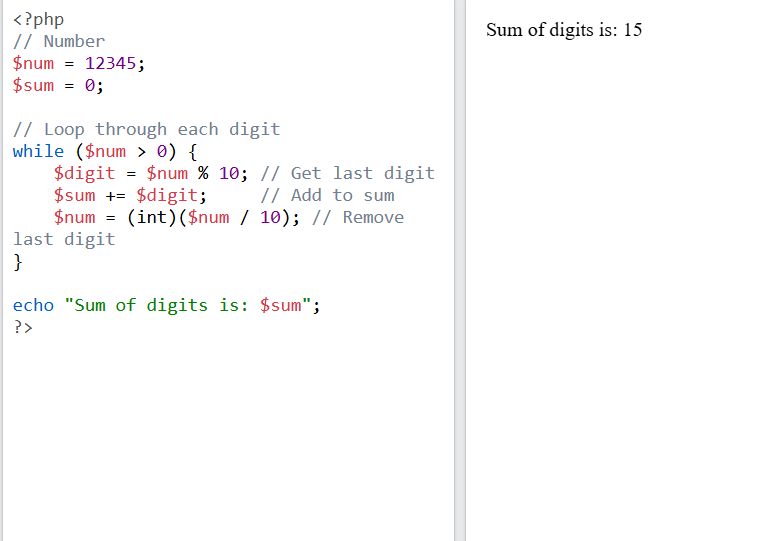 <?php
// Number
$num = 12345;
$sum = 0;
// Loop through each digit
while ($num > 0) {
    $digit = $num % 10; // Get last digit
    $sum += $digit;     // Add to sum
    $num = (int)($num / 10); // Remove
last digit
}
echo "Sum of digits is: $sum";
?>
Sum of digits is: 15